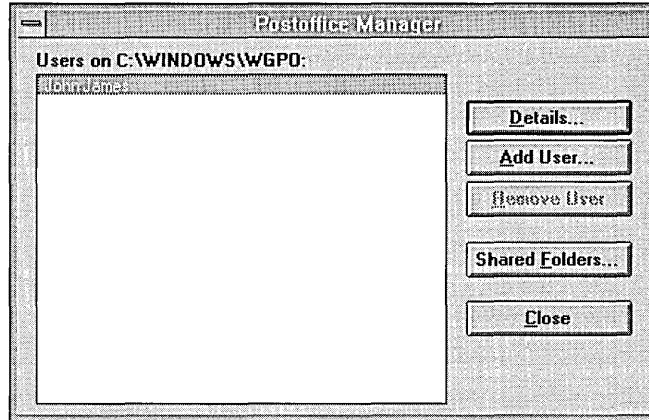 Postoffice Manager
Users on C:\WINDOWS\WGPO:
John James
Details...
Add User...
Remove User
Shared Folders...
Close